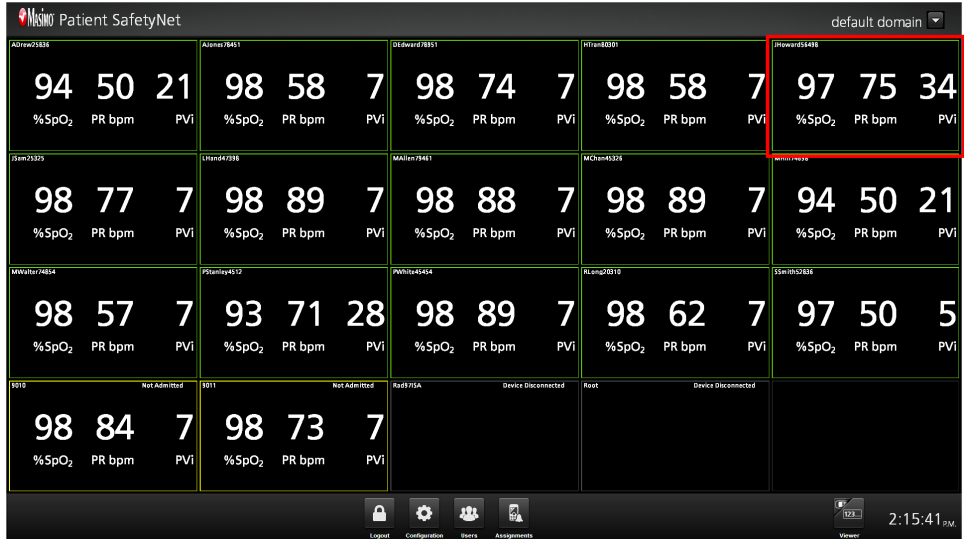 Masimo Patient SafetyNet
default domain
ADrew25836 AJones78451 DEdward78951 HTran80301 JHoward56498
94 50 21 98 58 7 98 74 7 98 58 7 97 75 34
%SpO2 PR bpm PVi %SpO2 PR bpm PVi %SpO2 PR bpm PVi %SpO2 PR bpm PVi %SpO2 PR bpm PVi
JSam25325 LHand47398 MAllen79461 MChan45326
98 77 7 98 89 7 98 88 7 98 89 7 94 50 21
%SpO2 PR bpm PVi %SpO2 PR bpm PVi %SpO2 PR bpm PVi %SpO2 PR bpm PVi %SpO2 PR bpm PVi
MWalter74854 PStanley4512 PWhite45454 RLong20310 SSmith52836
98 57 7 93 71 28 98 89 7 98 62 7 97 50 5
%SpO2 PR bpm PVi %SpO2 PR bpm PVi %SpO2 PR bpm PVi %SpO2 PR bpm PVi %SpO2 PR bpm PVi
9010 Not Admitted 9011 Not Admitted Rad97ISA Device Disconnected Root Device Disconnected
98 84 7 98 73 7
%SpO2 PR bpm PVi %SpO2 PR bpm PVi
123...
2:15:41 P.M.
Logout Configuration Users Assignments Viewer